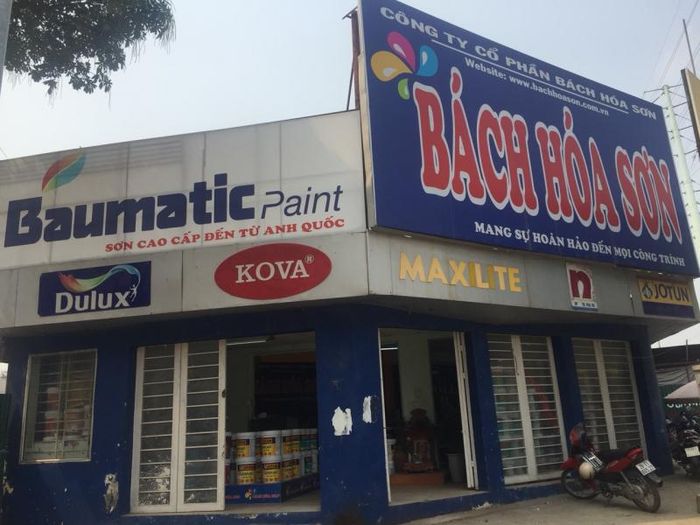 CÔNG TY CỔ PHẦN BÁCH HÓA SƠN
Website: www.bachhoason.com.vn
BÁCH HÓA SƠN
MANG SỰ HOÀN HẢO ĐẾN MỌI CÔNG TRÌNH
Baumatic Paint
SƠN CAO CẤP ĐẾN TỪ ANH QUỐC
Dulux
KOVA®
MAXILITE
n
JOTUN